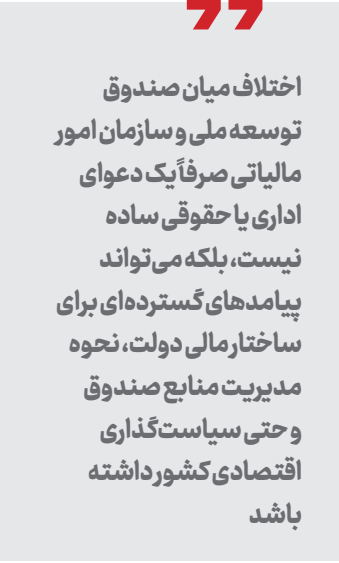 اختلاف میان صندوق
توسعه ملی و سازمان امور
مالیاتی صرفاً یک دعوای
اداری یا حقوقی ساده
نیست، بلکه می‌تواند
پیامدهای گسترده‌ای برای
ساختار مالی دولت، نحوه
مدیریت منابع صندوق
و حتی سیاست‌گذاری
اقتصادی کشور داشته
باشد